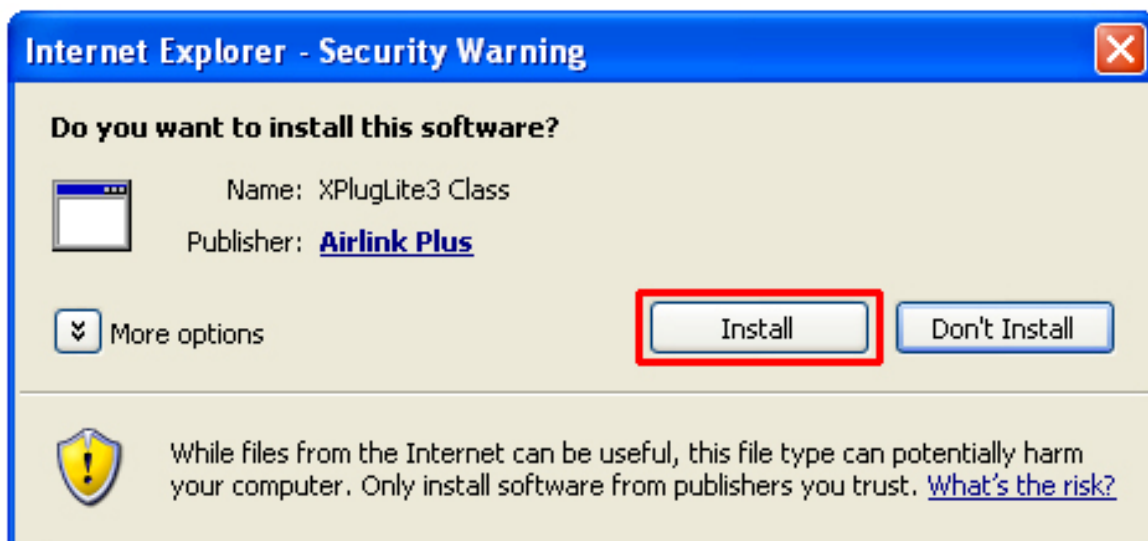 Internet Explorer - Security Warning
Do you want to install this software?
Name: XPlugLite3 Class
Publisher: Airlink Plus
More options
Install
Don't Install
While files from the Internet can be useful, this file type can potentially harm
your computer. Only install software from publishers you trust. What's the risk?